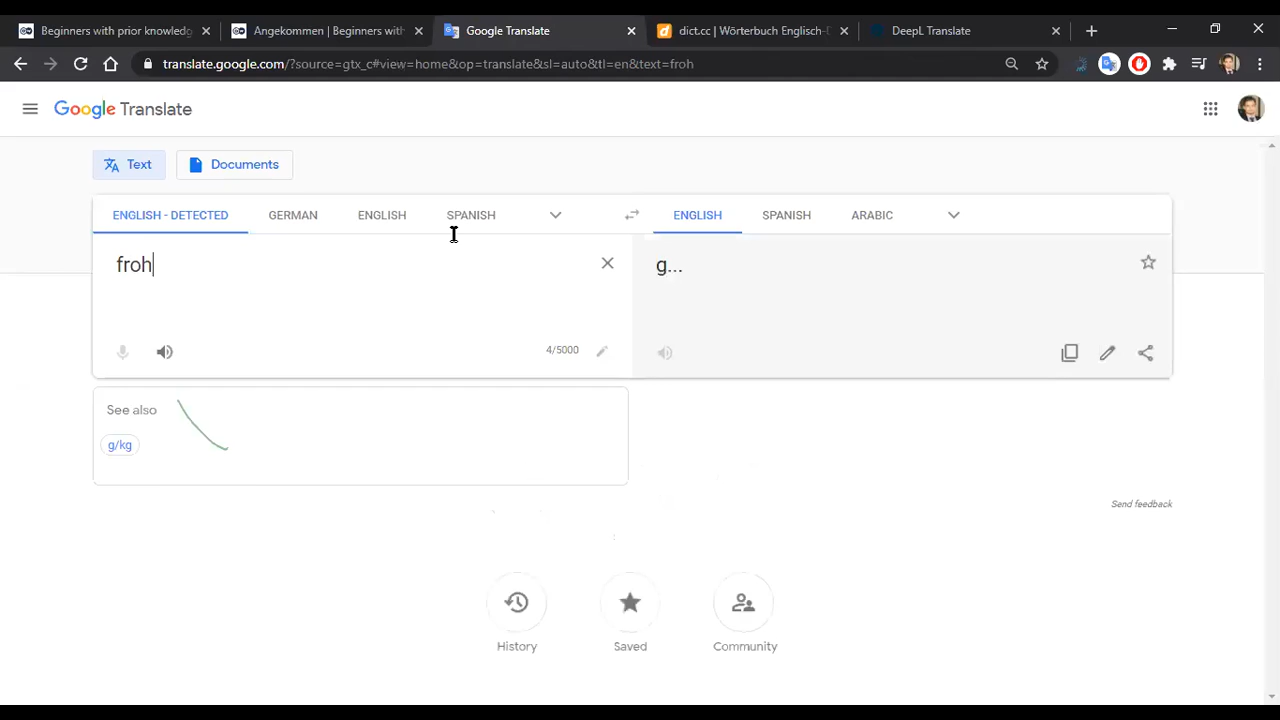 Beginners with prior knowledg
Angekommen | Beginners with
Google Translate
dict.cc | Wörterbuch Englisch-D
DeepL Translate
translate.google.com/?source=gtx_c#view=home&op=translate&sl=auto&tl=en&text=froh
Google Translate
Text
Documents
ENGLISH - DETECTED
GERMAN
ENGLISH
SPANISH
ENGLISH
SPANISH
ARABIC
froh
g...
4/5000
See also
g/kg
Send feedback
History
Saved
Community